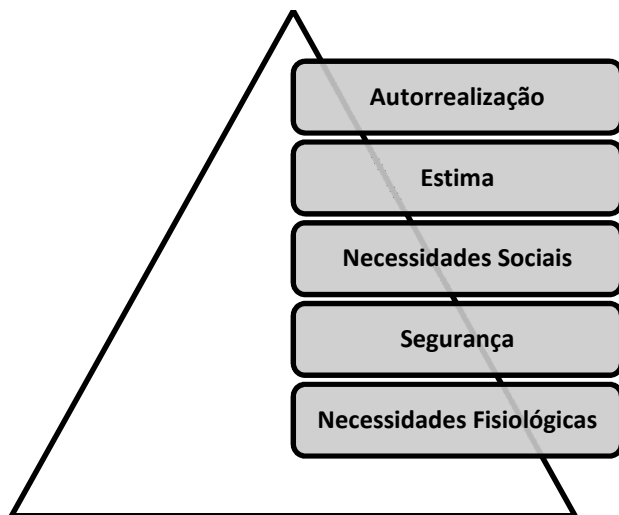 Autorrealização
Estima
Necessidades Sociais
Segurança
Necessidades Fisiológicas